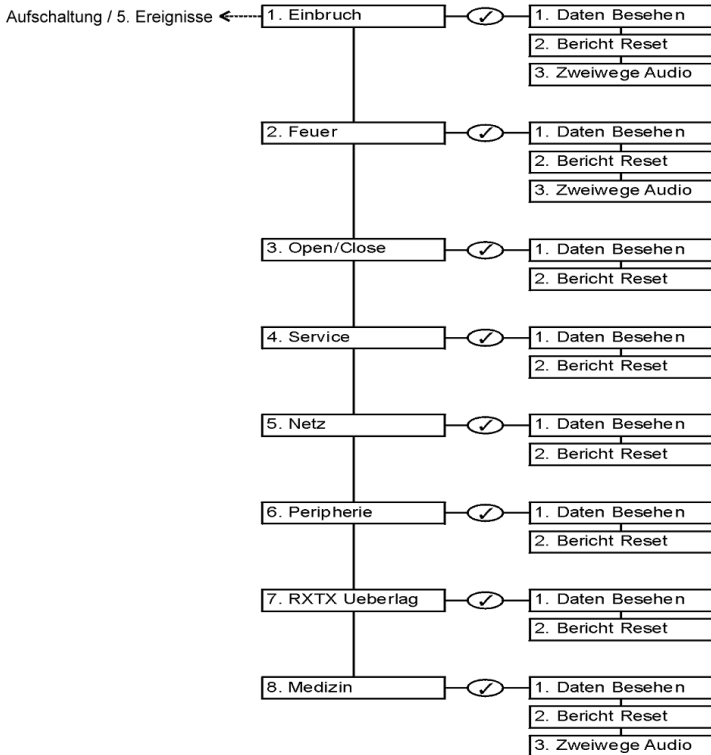 Aufschaltung / 5. Ereignisse
1. Einbruch
1. Daten Besehen
2. Bericht Reset
3. Zweiwege Audio
2. Feuer
1. Daten Besehen
2. Bericht Reset
3. Zweiwege Audio
3. Open/Close
1. Daten Besehen
2. Bericht Reset
4. Service
1. Daten Besehen
2. Bericht Reset
5. Netz
1. Daten Besehen
2. Bericht Reset
6. Peripherie
1. Daten Besehen
2. Bericht Reset
7. RXTX Ueberlag
1. Daten Besehen
2. Bericht Reset
8. Medizin
1. Daten Besehen
2. Bericht Reset
3. Zweiwege Audio